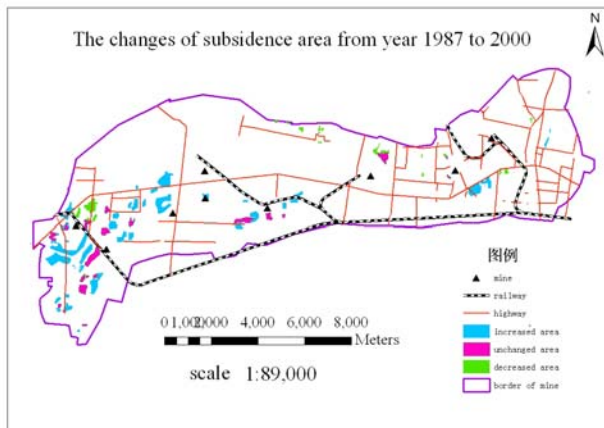 The changes of subsidence area from year 1987 to 2000
N
图例
mine
railway
highway
increased area
unchanged area
decreased area
border of mine
0 1,000 2,000 4,000 6,000 8,000
Meters
scale 1:89,000